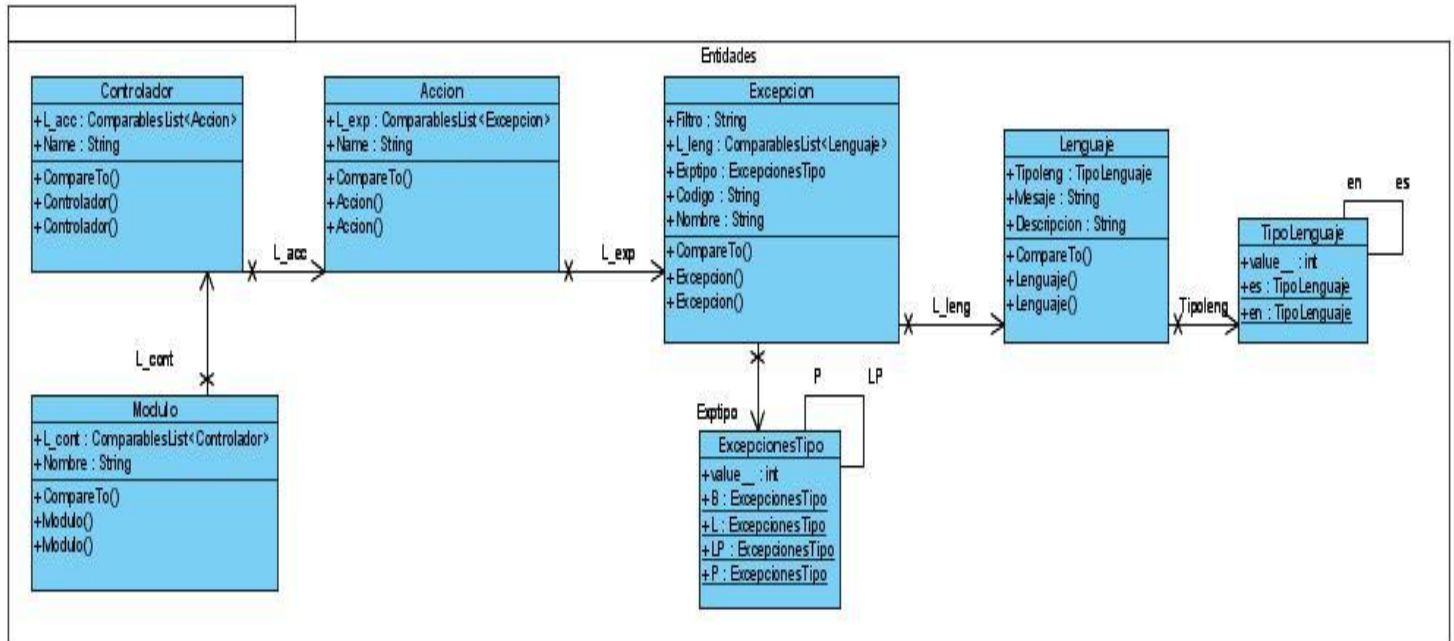 Entidades
Controlador
+L_acc : ComparablesList<Accion>
+Name : String
+CompareTo()
+Controlador()
+Controlador()
L_acc
Accion
+L_exp : ComparablesList<Excepcion>
+Name : String
+CompareTo()
+Accion()
+Accion()
L_exp
Excepcion
+Filtro : String
+L_leng : ComparablesList<Lenguaje>
+Exptipo : ExcepcionesTipo
+Codigo : String
+Nombre : String
+CompareTo()
+Excepcion()
+Excepcion()
L_leng
Lenguaje
+Tipoleng : TipoLenguaje
+Mesaje : String
+Descripcion : String
+CompareTo()
+Lenguaje()
+Lenguaje()
Tipoleng
en es
TipoLenguaje
+value__ : int
+es : TipoLenguaje
+en : TipoLenguaje
L_cont
Modulo
+L_cont : ComparablesList<Controlador>
+Nombre : String
+CompareTo()
+Modulo()
+Modulo()
Exptipo
P LP
ExcepcionesTipo
+value__ : int
+B : ExcepcionesTipo
+L : ExcepcionesTipo
+LP : ExcepcionesTipo
+P : ExcepcionesTipo